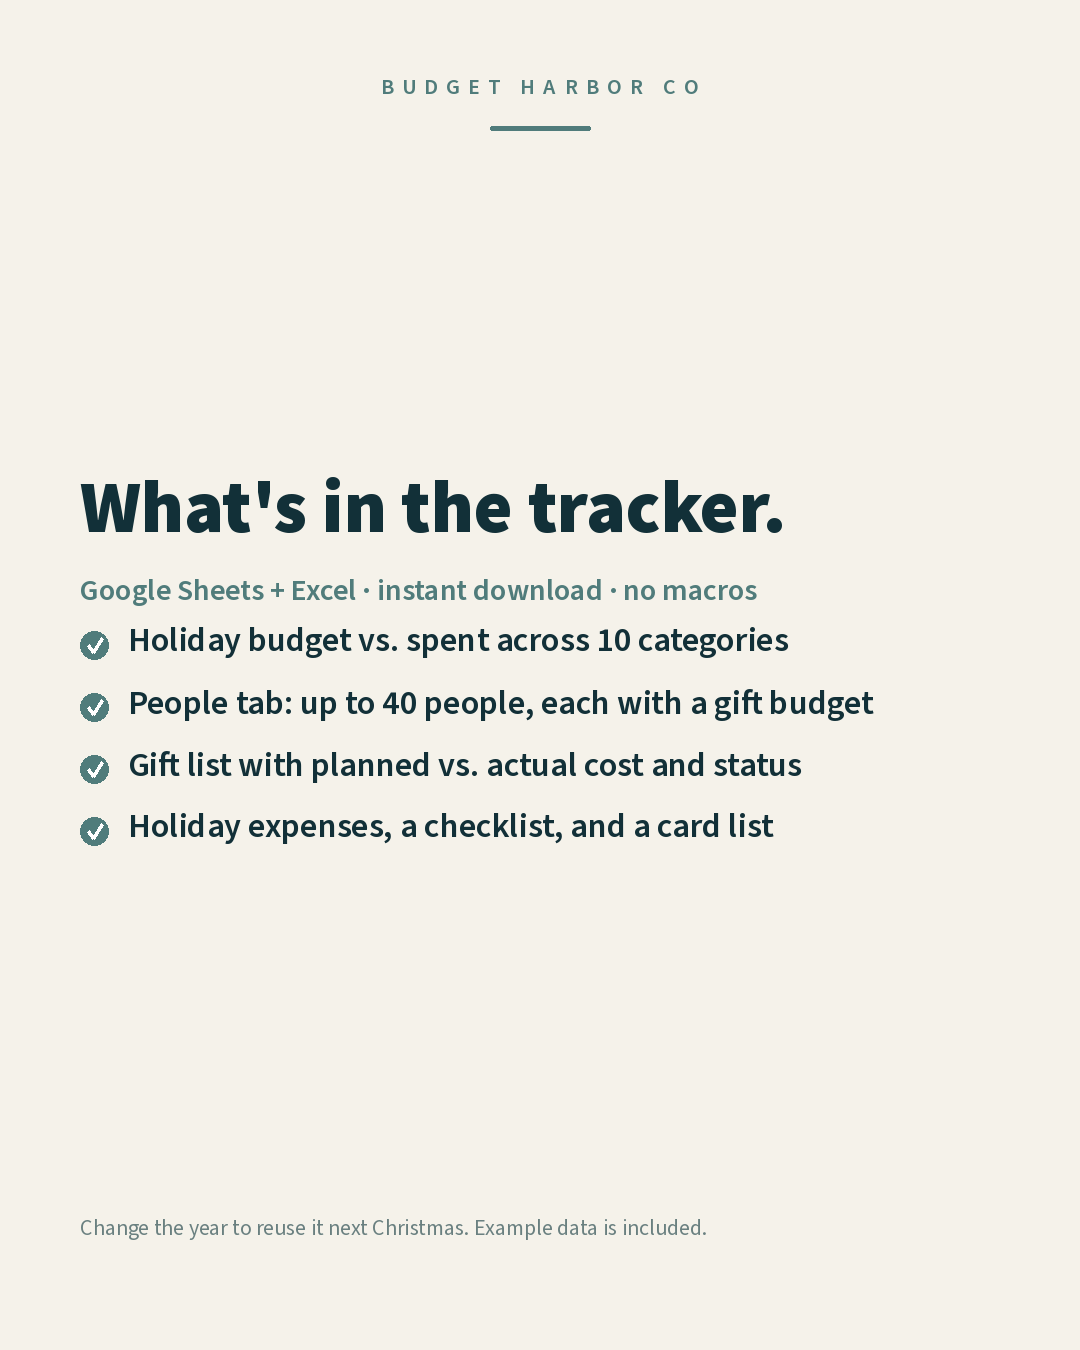 BUDGET HARBOR CO
What's in the tracker.
Google Sheets + Excel · instant download · no macros
Holiday budget vs. spent across 10 categories
People tab: up to 40 people, each with a gift budget
Gift list with planned vs. actual cost and status
Holiday expenses, a checklist, and a card list
Change the year to reuse it next Christmas. Example data is included.